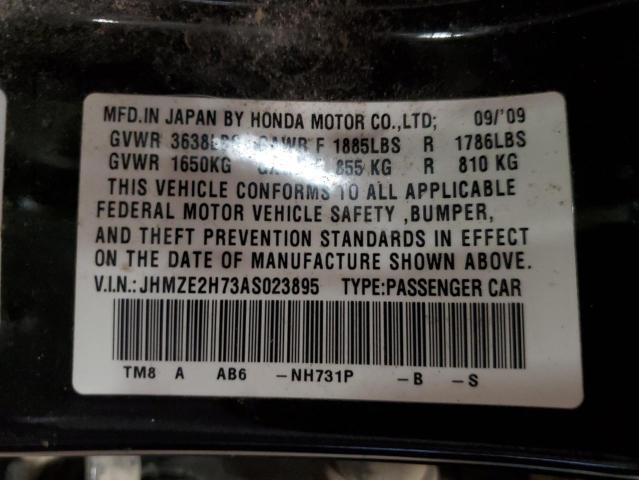 MFD.IN JAPAN BY HONDA MOTOR CO.,LTD; 09/'09
GVWR 3638LBS GAWR F 1885LBS R 1786LBS
GVWR 1650KG 855 KG R 810 KG
THIS VEHICLE CONFORMS TO ALL APPLICABLE
FEDERAL MOTOR VEHICLE SAFETY ,BUMPER,
AND THEFT PREVENTION STANDARDS IN EFFECT
ON THE DATE OF MANUFACTURE SHOWN ABOVE.
V.I.N.:JHMZE2H73AS023895 TYPE:PASSENGER CAR
TM8 A AB6 -NH731P -B -S